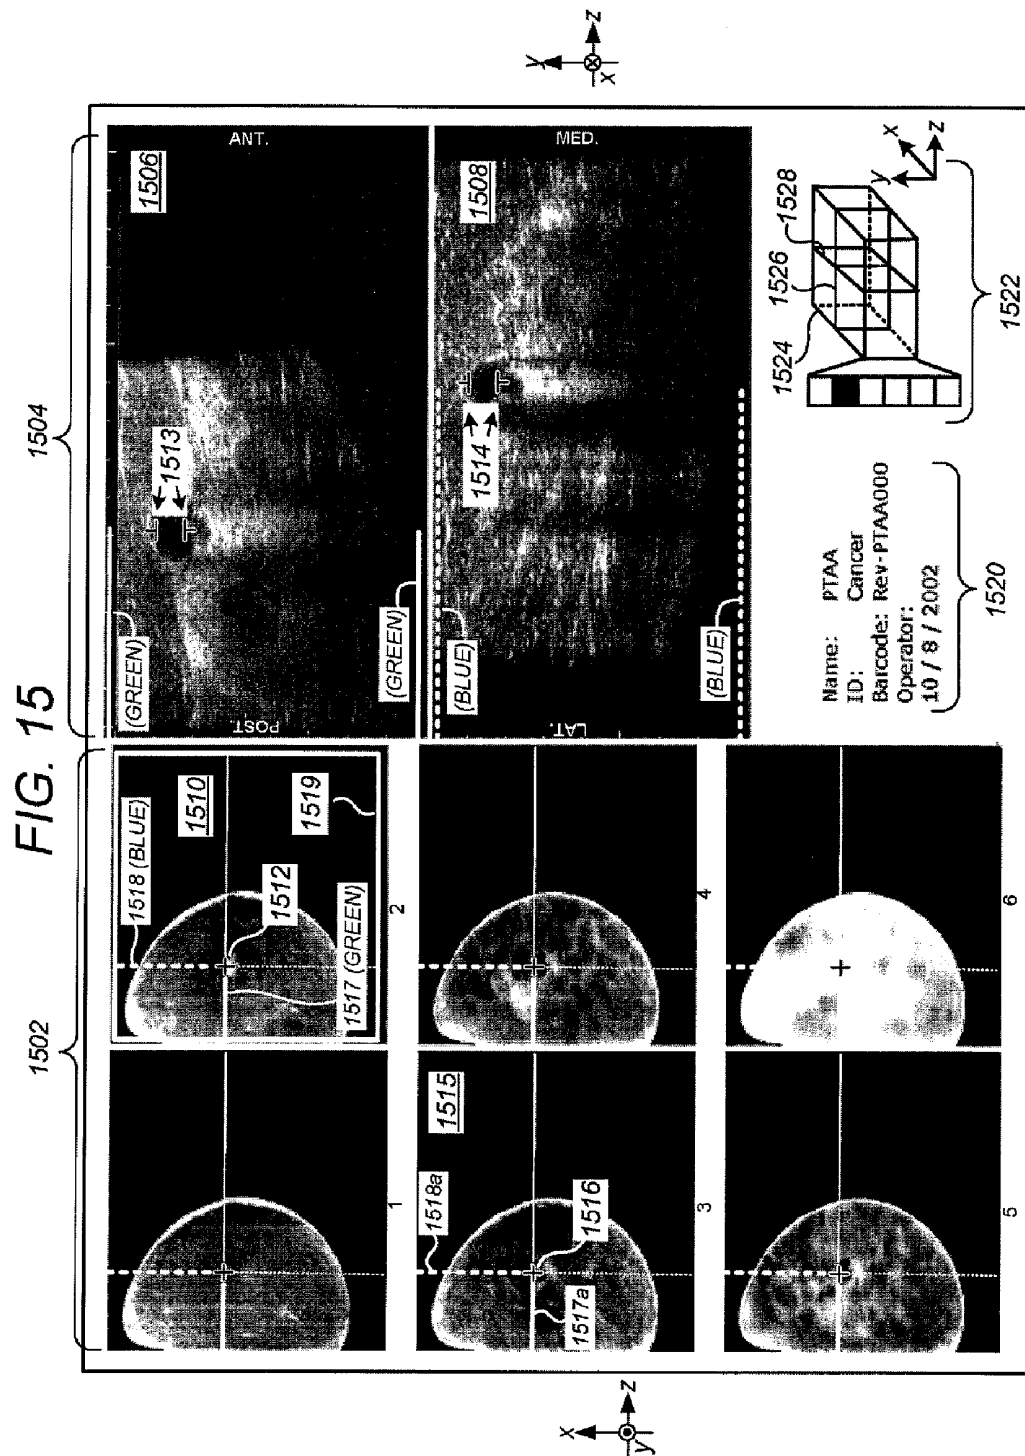 FIG. 15
1502
1504
1518 (BLUE)
1510
1512
1517 (GREEN)
1519
1
2
1515
1518a
1516
1517a
3
4
5
6
(GREEN)
1506
ANT.
1513
POST.
(GREEN)
(BLUE)
1508
MED.
1514
LAT.
(BLUE)
Name: PTAA
ID: Cancer
Barcode: Rev-PTAA000
Operator:
10 / 8 / 2002
1520
1524
1526
1528
1522
y
x
z
x
y
z
y
x
z